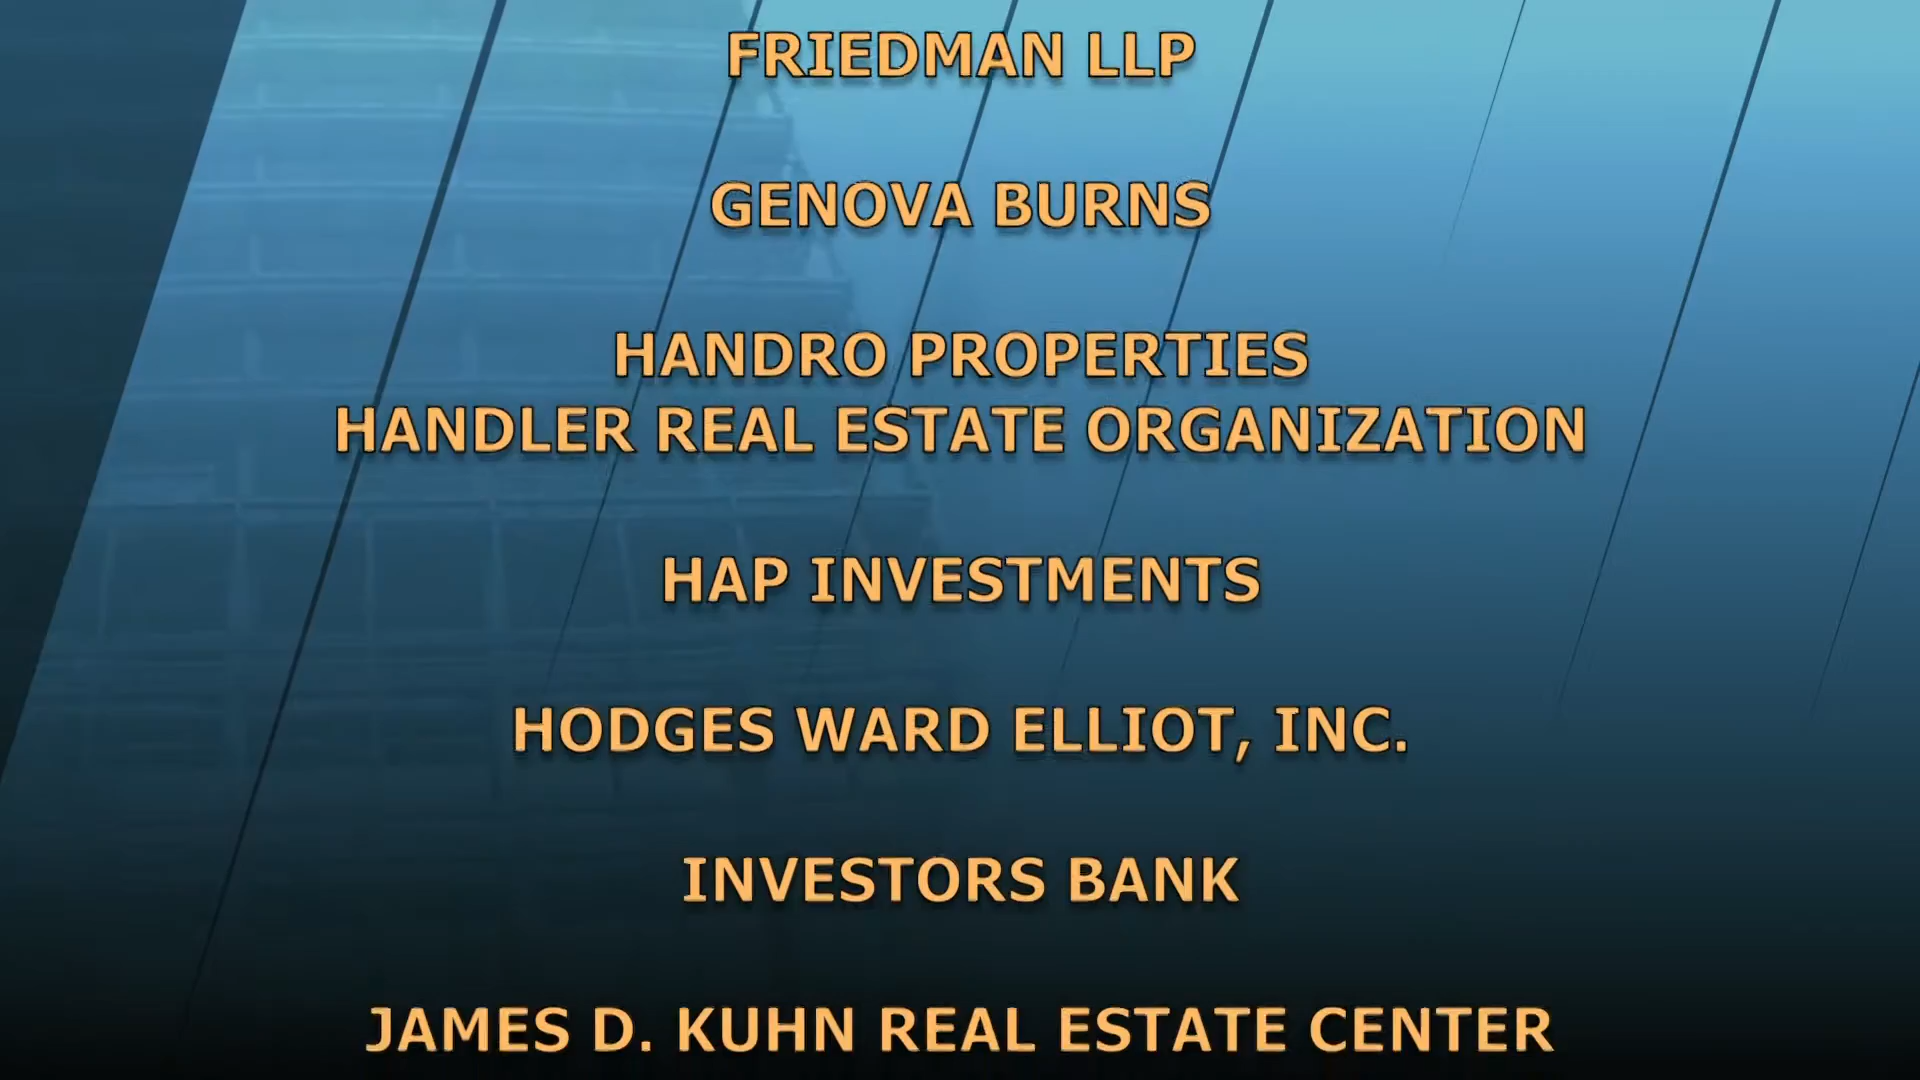 FRIEDMAN LLP
GENOVA BURNS
HANDRO PROPERTIES
HANDLER REAL ESTATE ORGANIZATION
HAP INVESTMENTS
HODGES WARD ELLIOT, INC.
INVESTORS BANK
JAMES D. KUHN REAL ESTATE CENTER